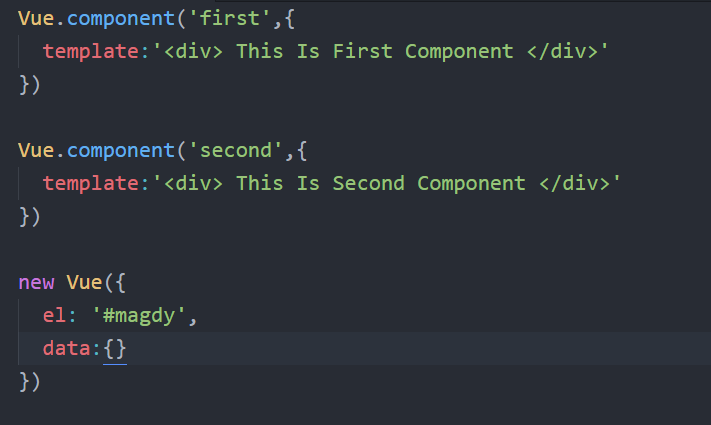 Vue.component('first',{
  template:'<div> This Is First Component </div>'
})

Vue.component('second',{
  template:'<div> This Is Second Component </div>'
})

new Vue({
  el: '#magdy',
  data:{}
})